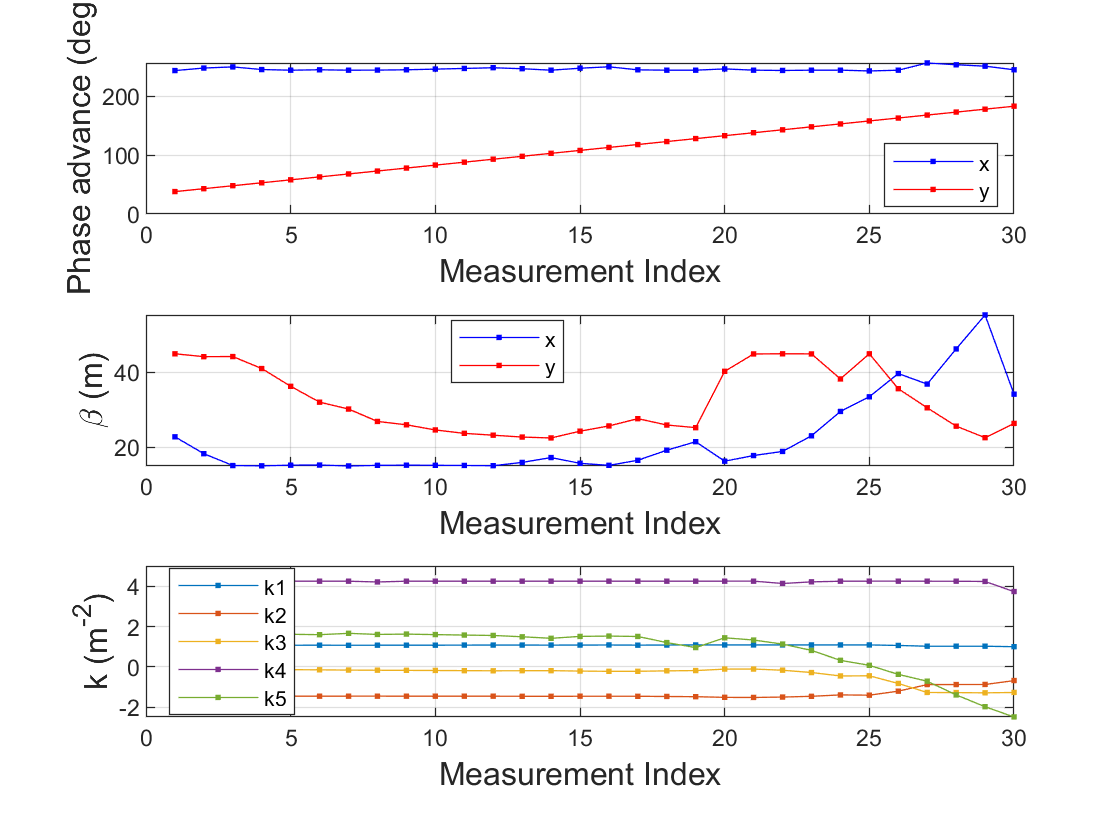 Phase advance (deg
200
100
0
0 5 10 15 20 25 30
x
y
Measurement Index
β (m)
40
20
x
y
0 5 10 15 20 25 30
Measurement Index
k (m-2)
4
2
0
-2
k1
k2
k3
k4
k5
0 5 10 15 20 25 30
Measurement Index